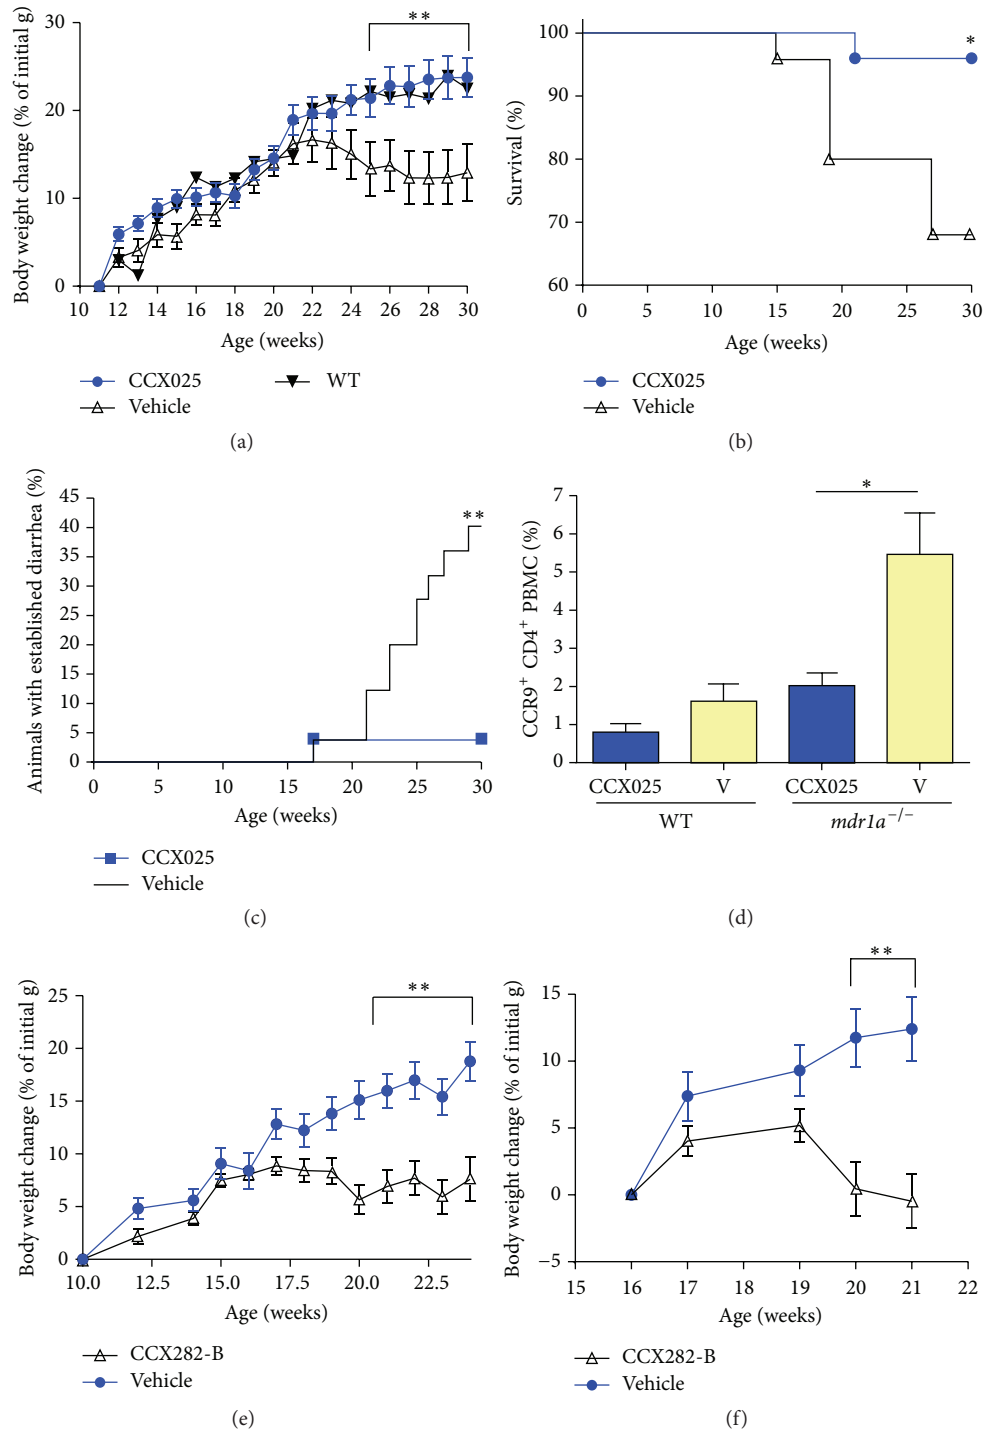 Body weight change (% of initial g)
30
20
10
0
**
12 14 16 18 20 22 24 26 28 30
Age (weeks)
CCX025
WT
Vehicle
(a)
Survival (%)
100
90
80
70
60
*
0 5 10 15 20 25 30
Age (weeks)
CCX025
Vehicle
(b)
Animals with established diarrhea (%)
45
40
35
30
25
20
15
10
5
0
**
0 5 10 15 20 25 30
Age (weeks)
CCX025
Vehicle
(c)
CCR9⁺ CD4⁺ PBMC (%)
7
6
5
4
3
2
1
0
*
CCX025 V CCX025 V
WT mdr1a⁻/⁻
(d)
Body weight change (% of initial g)
25
20
15
10
5
0
**
10.0 12.5 15.0 17.5 20.0 22.5
Age (weeks)
CCX282-B
Vehicle
(e)
Body weight change (% of initial g)
15
10
5
0
−5
**
15 16 17 18 19 20 21 22
Age (weeks)
CCX282-B
Vehicle
(f)